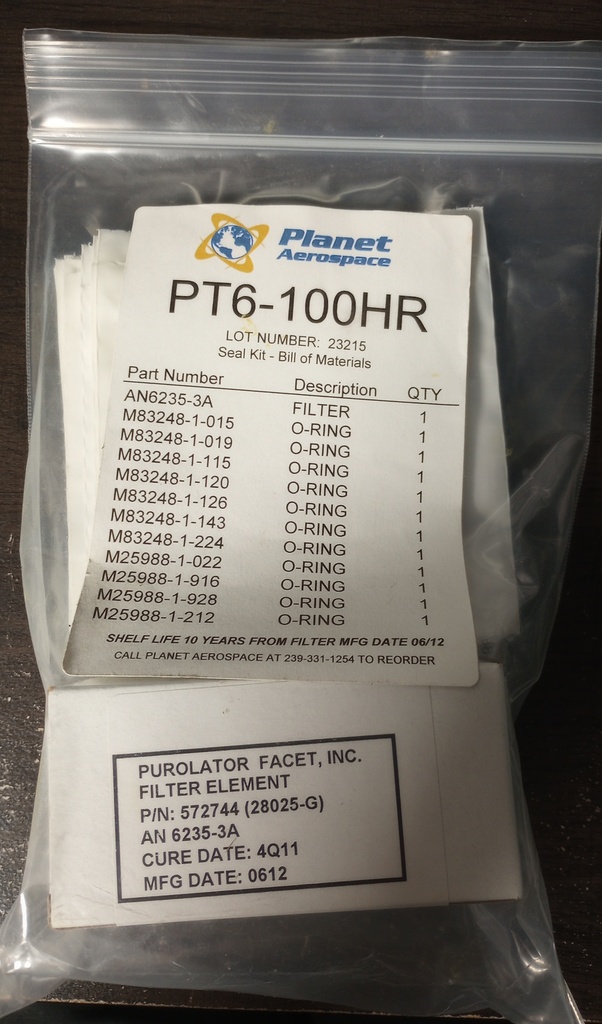 Planet
Aerospace
PT6-100HR
LOT NUMBER: 23215
Seal Kit - Bill of Materials
Part Number Description QTY
AN6235-3A FILTER 1
M83248-1-015 O-RING 1
M83248-1-019 O-RING 1
M83248-1-115 O-RING 1
M83248-1-120 O-RING 1
M83248-1-126 O-RING 1
M83248-1-143 O-RING 1
M83248-1-224 O-RING 1
M25988-1-022 O-RING 1
M25988-1-916 O-RING 1
M25988-1-928 O-RING 1
M25988-1-212 O-RING 1
SHELF LIFE 10 YEARS FROM FILTER MFG DATE 06/12
CALL PLANET AEROSPACE AT 239-331-1254 TO REORDER
PUROLATOR FACET, INC.
FILTER ELEMENT
P/N: 572744 (28025-G)
AN 6235-3A
CURE DATE: 4Q11
MFG DATE: 0612